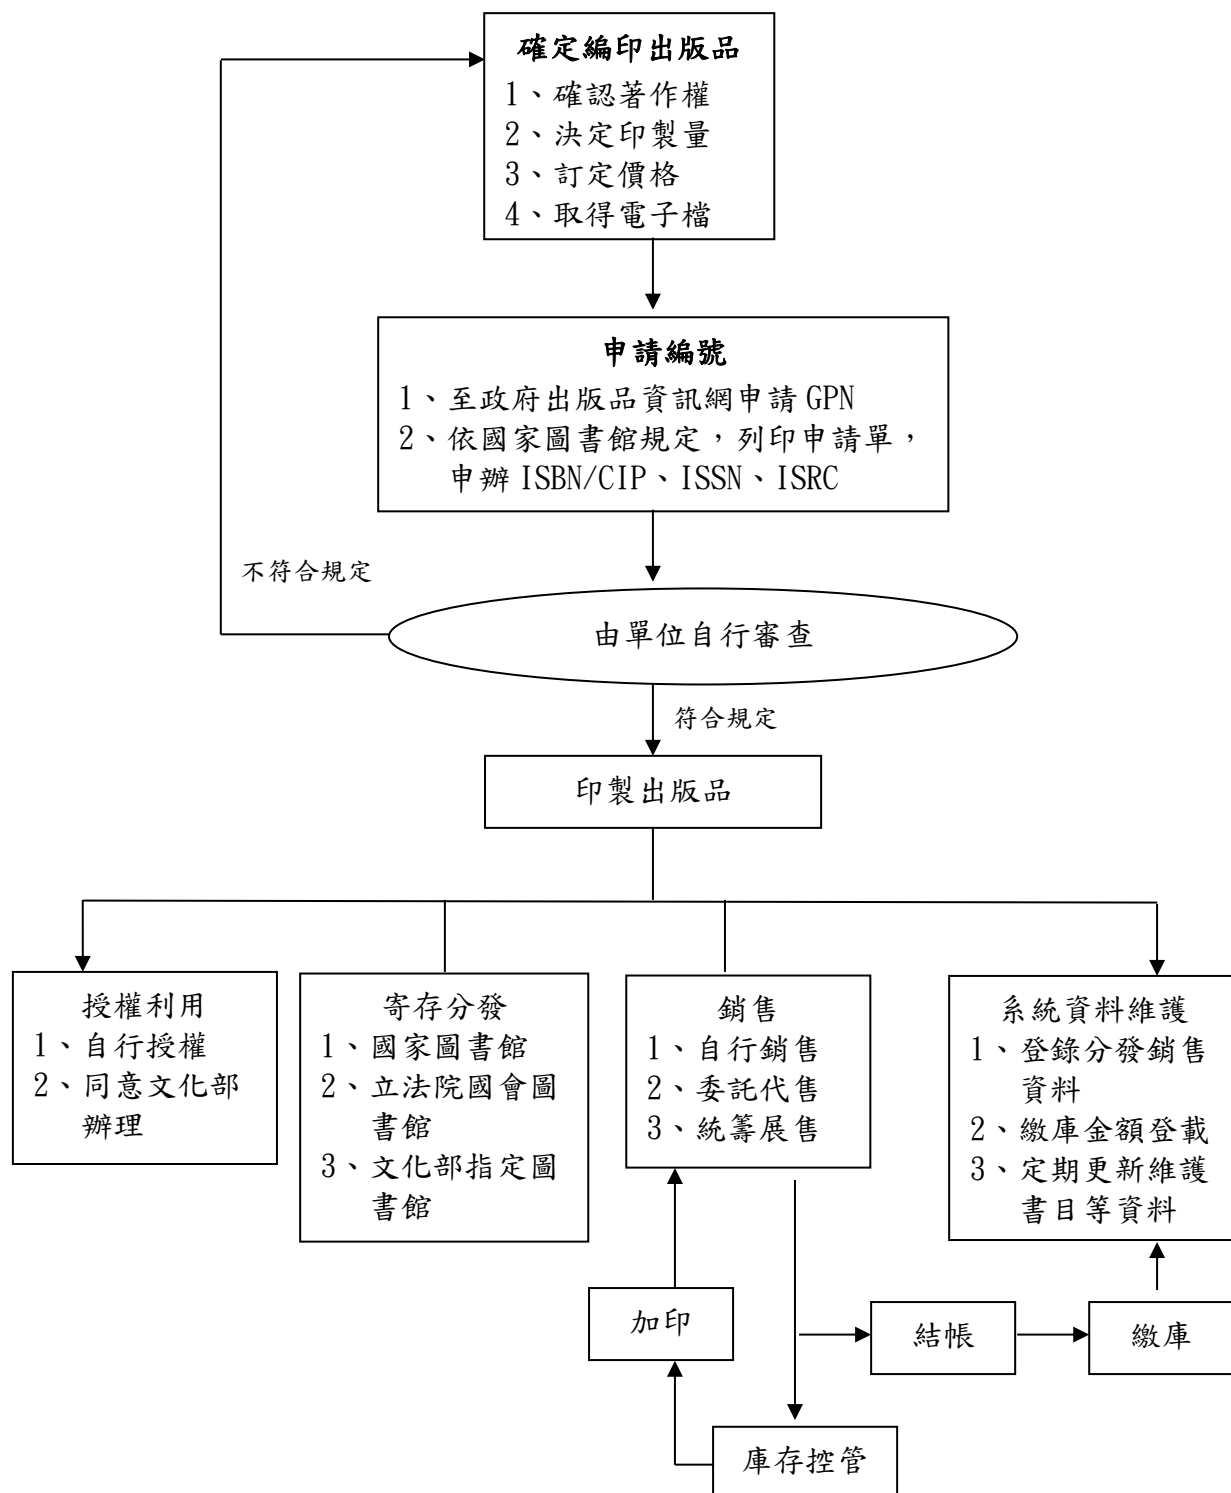 確定編印出版品
1、確認著作權
2、決定印製量
3、訂定價格
4、取得電子檔
申請編號
1、至政府出版品資訊網申請 GPN
2、依國家圖書館規定，列印申請單，
申辦 ISBN/CIP、ISSN、ISRC
不符合規定
由單位自行審查
符合規定
印製出版品
授權利用
1、自行授權
2、同意文化部
辦理
寄存分發
1、國家圖書館
2、立法院國會圖
書館
3、文化部指定圖
書館
銷售
1、自行銷售
2、委託代售
3、統籌展售
系統資料維護
1、登錄分發銷售
資料
2、繳庫金額登載
3、定期更新維護
書目等資料
加印
結帳
繳庫
庫存控管